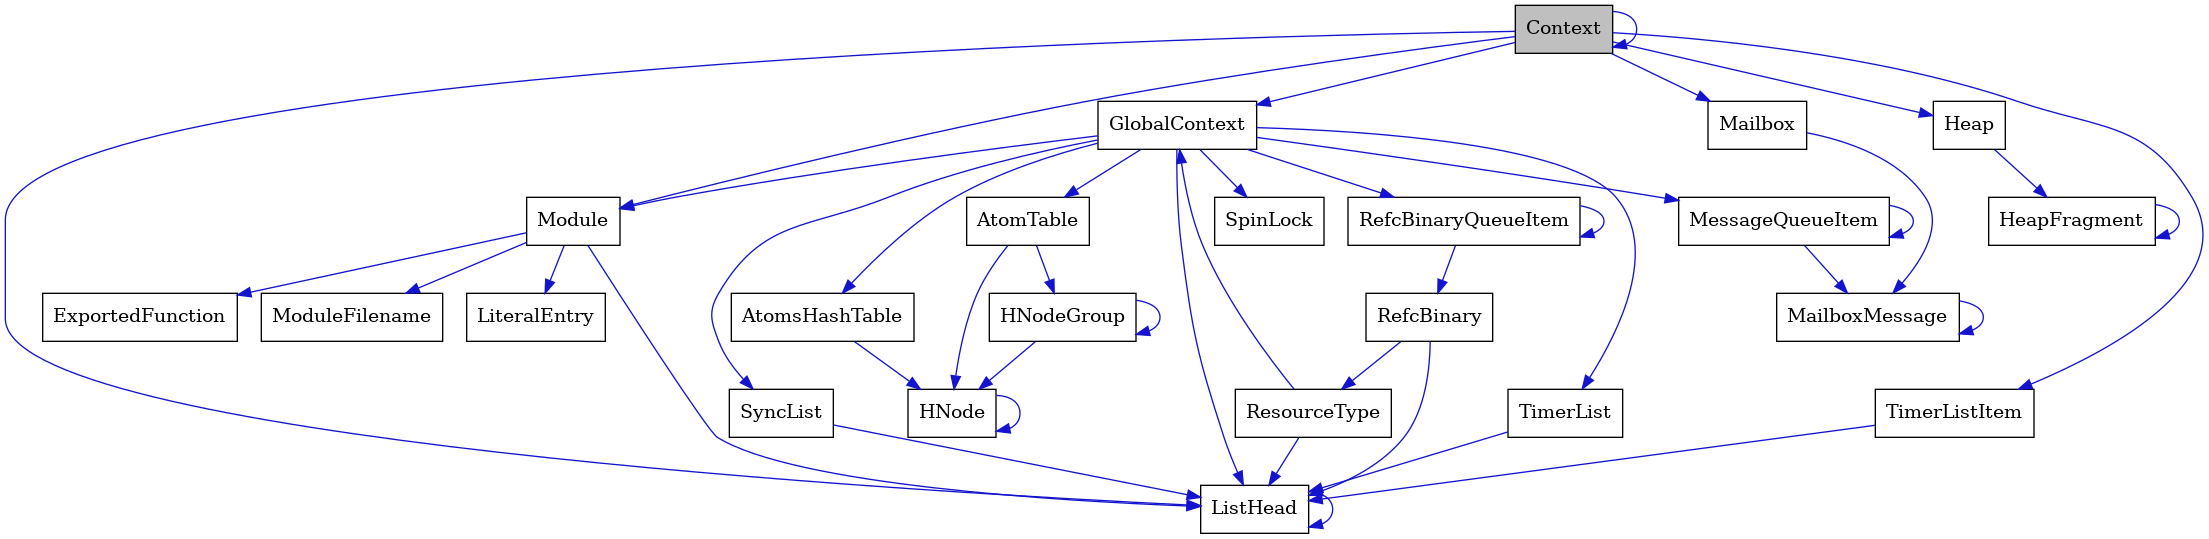 Context
GlobalContext
Mailbox
Heap
Module
AtomTable
SpinLock
RefcBinaryQueueItem
MessageQueueItem
HeapFragment
ExportedFunction
ModuleFilename
LiteralEntry
AtomsHashTable
HNodeGroup
RefcBinary
MailboxMessage
SyncList
HNode
ResourceType
TimerList
TimerListItem
ListHead